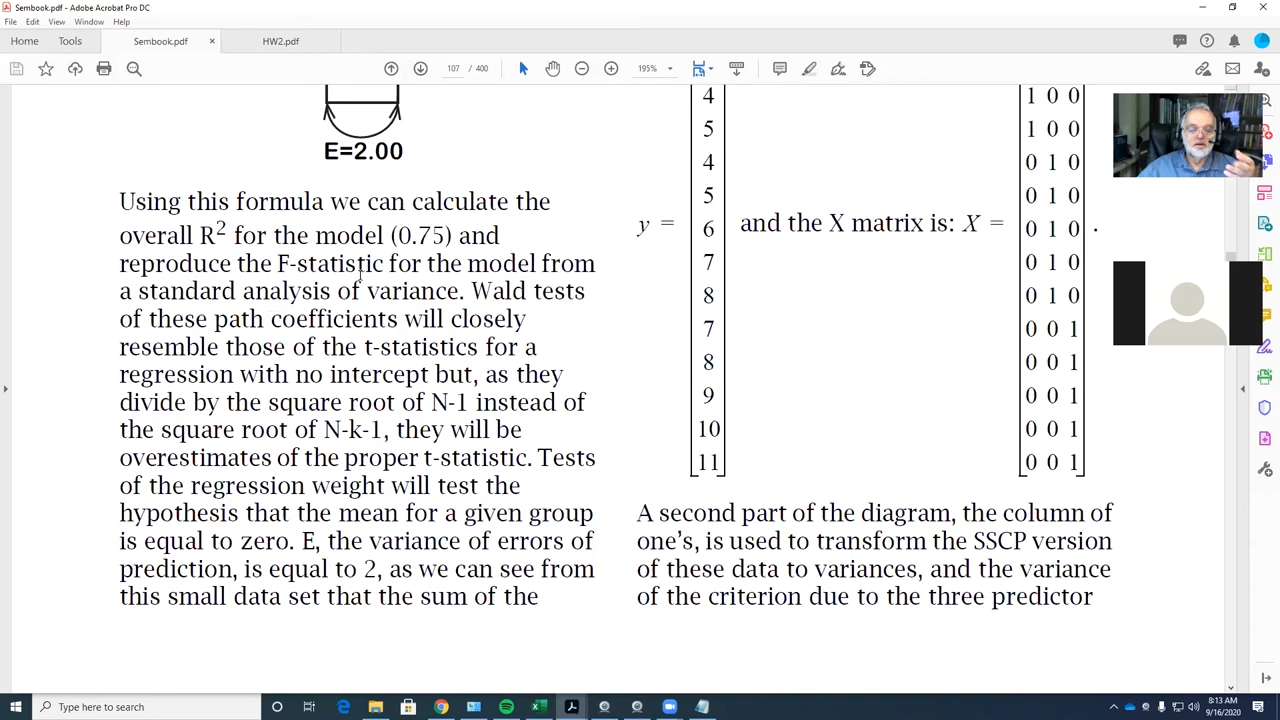 Sembook.pdf - Adobe Acrobat Pro DC
File Edit View Window Help
Home Tools Sembook.pdf × HW2.pdf
107 / 400 195%
E=2.00
Using this formula we can calculate the
overall R2 for the model (0.75) and
reproduce the F-statistic for the model from
a standard analysis of variance. Wald tests
of these path coefficients will closely
resemble those of the t-statistics for a
regression with no intercept but, as they
divide by the square root of N-1 instead of
the square root of N-k-1, they will be
overestimates of the proper t-statistic. Tests
of the regression weight will test the
hypothesis that the mean for a given group
is equal to zero. E, the variance of errors of
prediction, is equal to 2, as we can see from
this small data set that the sum of the
4
5
4
5
y = 6 and the X matrix is: X =
7
8
7
8
9
10
11
1 0 0
1 0 0
0 1 0
0 1 0
0 1 0 .
0 1 0
0 1 0
0 0 1
0 0 1
0 0 1
0 0 1
0 0 1
A second part of the diagram, the column of
one's, is used to transform the SSCP version
of these data to variances, and the variance
of the criterion due to the three predictor
Type here to search
8:13 AM
9/16/2020